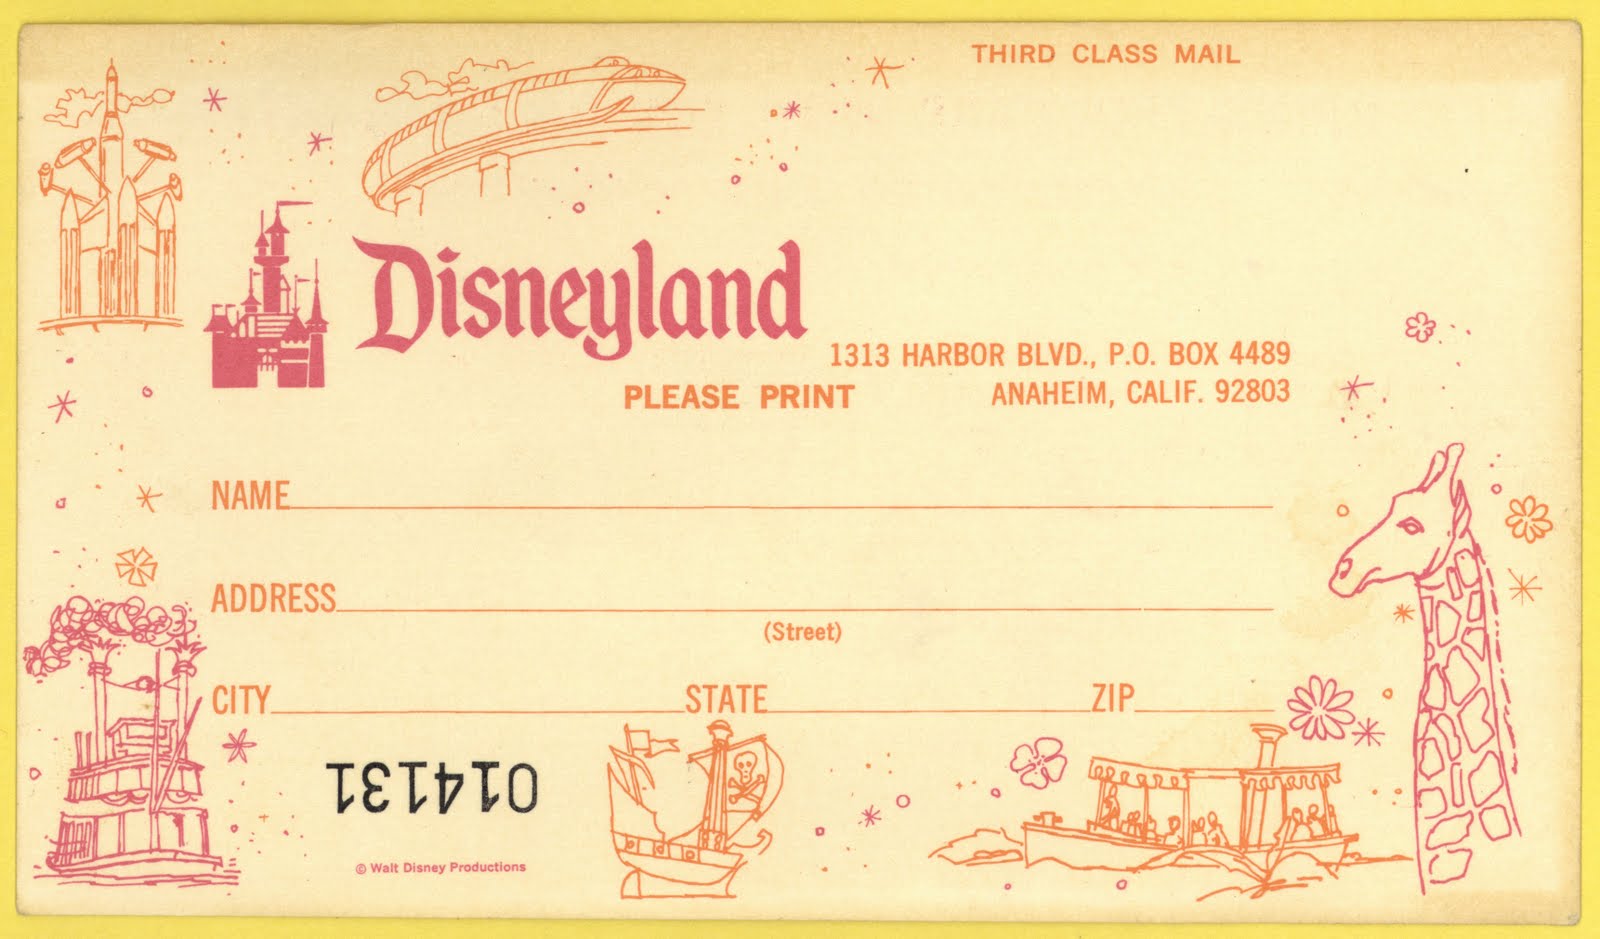 THIRD CLASS MAIL
Disneyland
1313 HARBOR BLVD., P.O. BOX 4489
ANAHEIM, CALIF. 92803
PLEASE PRINT
NAME
ADDRESS
(Street)
CITY STATE ZIP
014131
© Walt Disney Productions